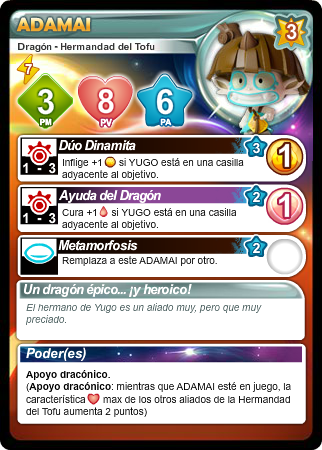 ADAMAI
3
Dragón - Hermandad del Tofu
7
3
PM
8
PV
6
PA
Dúo Dinamita
3
1
1 - 3
Inflige +1 si YUGO está en una casilla
adyacente al objetivo.
Ayuda del Dragón
2
1
1 - 3
Cura +1 si YUGO está en una casilla
adyacente al objetivo.
Metamorfosis
2
Remplaza a este ADAMAI por otro.
Un dragón épico... ¡y heroico!
El hermano de Yugo es un aliado muy, pero que muy
preciado.
Poder(es)
Apoyo dracónico.
(Apoyo dracónico: mientras que ADAMAI esté en juego, la
característica max de los otros aliados de la Hermandad
del Tofu aumenta 2 puntos)